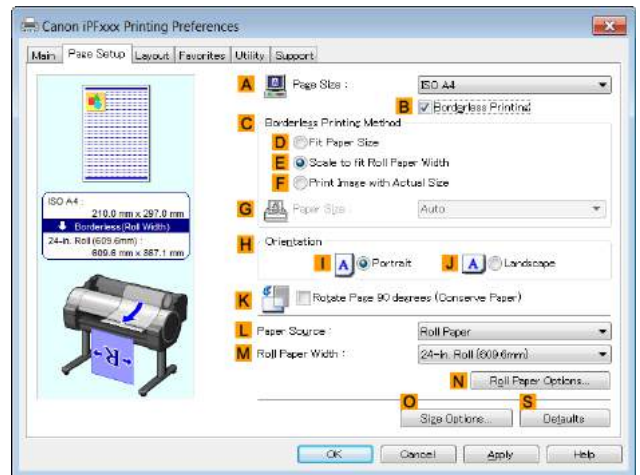 Canon iPFxxx Printing Preferences
Main Page Setup Layout Favorites Utility Support
A Page Size : ISO A4
B Borderless Printing
C Borderless Printing Method
D Fit Paper Size
E Scale to fit Roll Paper Width
F Print Image with Actual Size
G Paper Size : Auto
ISO A4 :
210.0 mm x 297.0 mm
Borderless(Roll Width)
24-in. Roll (609.6mm) :
609.6 mm x 867.1 mm
H Orientation
I A Portrait J A Landscape
K Rotate Page 90 degrees (Conserve Paper)
L Paper Source : Roll Paper
M Roll Paper Width : 24-in. Roll (609.6mm)
R
N Roll Paper Options...
O S
Size Options... Defaults
OK Cancel Apply Help